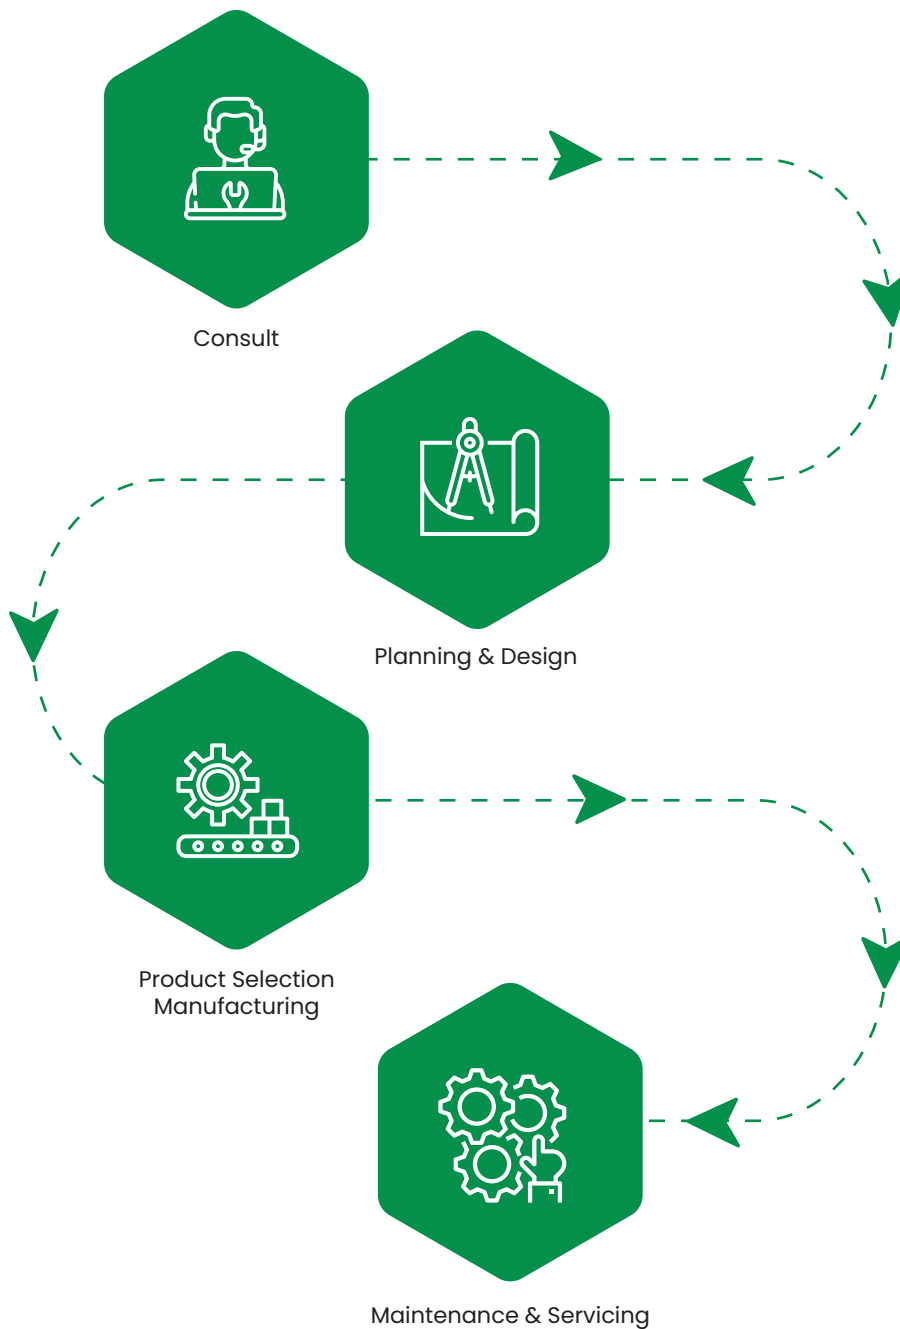 Consult
Planning & Design
Product Selection
Manufacturing
Maintenance & Servicing